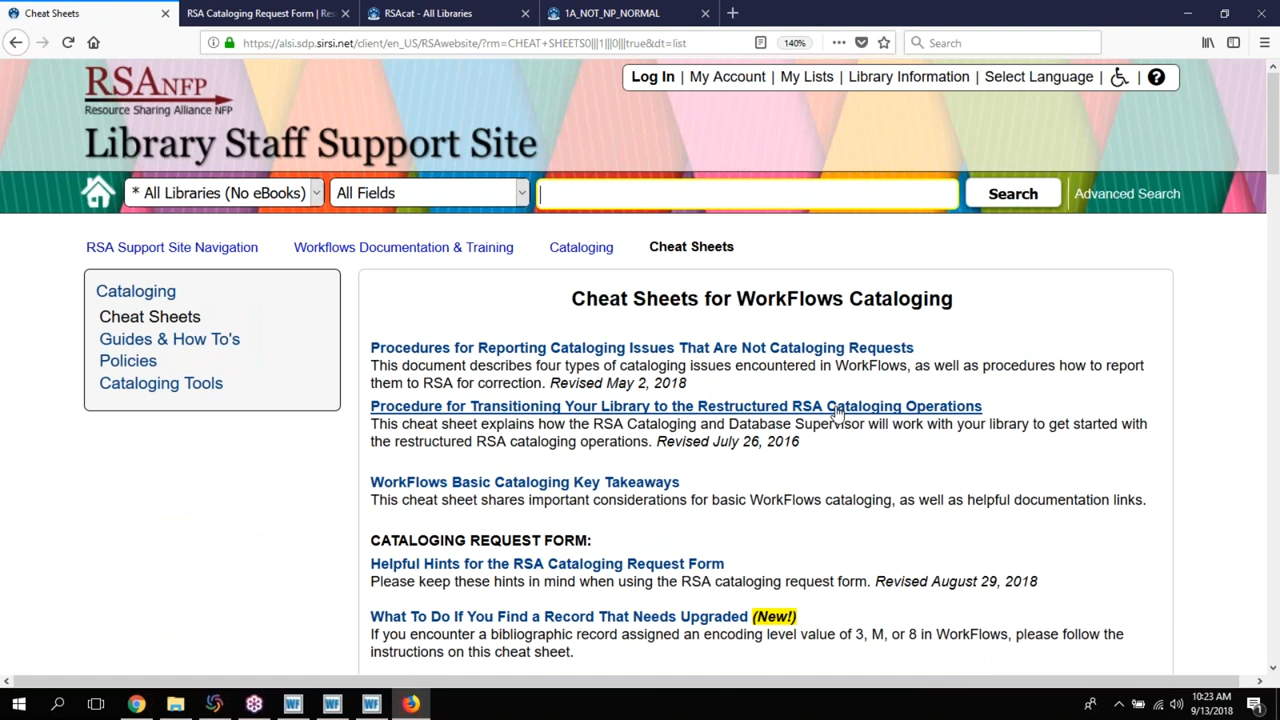 Cheat Sheets
RSA Cataloging Request Form | Res
RSAcat - All Libraries
1A_NOT_NP_NORMAL
https://alsi.sdp.sirsi.net/client/en_US/RSAwebsite/?rm=CHEAT+SHEETS0|||1|||0|||true&dt=list
140%
Search
RSANFP
Resource Sharing Alliance NFP
Library Staff Support Site
Log In | My Account | My Lists | Library Information | Select Language |
* All Libraries (No eBooks)
All Fields
Search
Advanced Search
RSA Support Site Navigation
Workflows Documentation & Training
Cataloging
Cheat Sheets
Cataloging
Cheat Sheets
Guides & How To's
Policies
Cataloging Tools
Cheat Sheets for WorkFlows Cataloging
Procedures for Reporting Cataloging Issues That Are Not Cataloging Requests
This document describes four types of cataloging issues encountered in WorkFlows, as well as procedures how to report
them to RSA for correction. Revised May 2, 2018
Procedure for Transitioning Your Library to the Restructured RSA Cataloging Operations
This cheat sheet explains how the RSA Cataloging and Database Supervisor will work with your library to get started with
the restructured RSA cataloging operations. Revised July 26, 2016
WorkFlows Basic Cataloging Key Takeaways
This cheat sheet shares important considerations for basic WorkFlows cataloging, as well as helpful documentation links.
CATALOGING REQUEST FORM:
Helpful Hints for the RSA Cataloging Request Form
Please keep these hints in mind when using the RSA cataloging request form. Revised August 29, 2018
What To Do If You Find a Record That Needs Upgraded (New!)
If you encounter a bibliographic record assigned an encoding level value of 3, M, or 8 in WorkFlows, please follow the
instructions on this cheat sheet.
WF
WF
WF
10:23 AM
9/13/2018
1